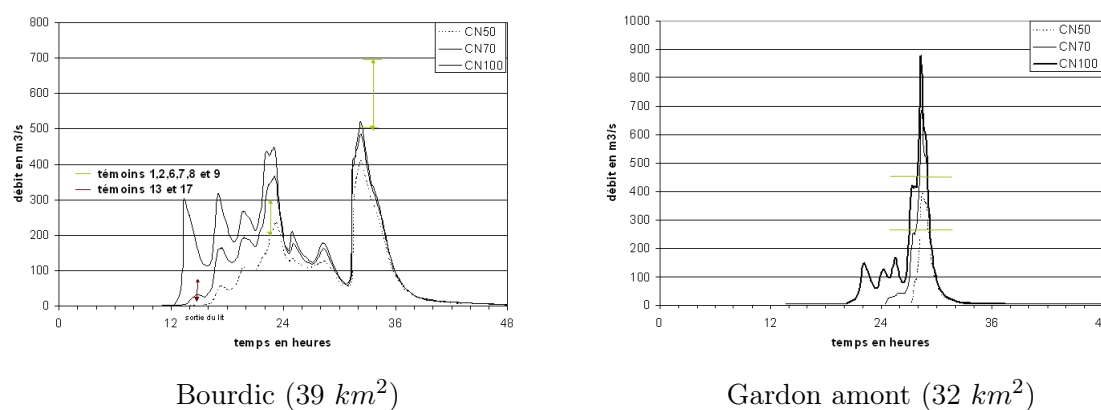 800
700
600
500
400
300
200
100
0
débit en m3/s
CN50
CN70
CN100
témoins 1,2,6,7,8 et 9
témoins 13 et 17
sortie du lit
0
12
24
36
48
temps en heures
Bourdic (39 km²)
1000
900
800
700
600
500
400
300
200
100
0
débit en m3/s
CN50
CN70
CN100
0
12
24
36
temps en heures
Gardon amont (32 km²)